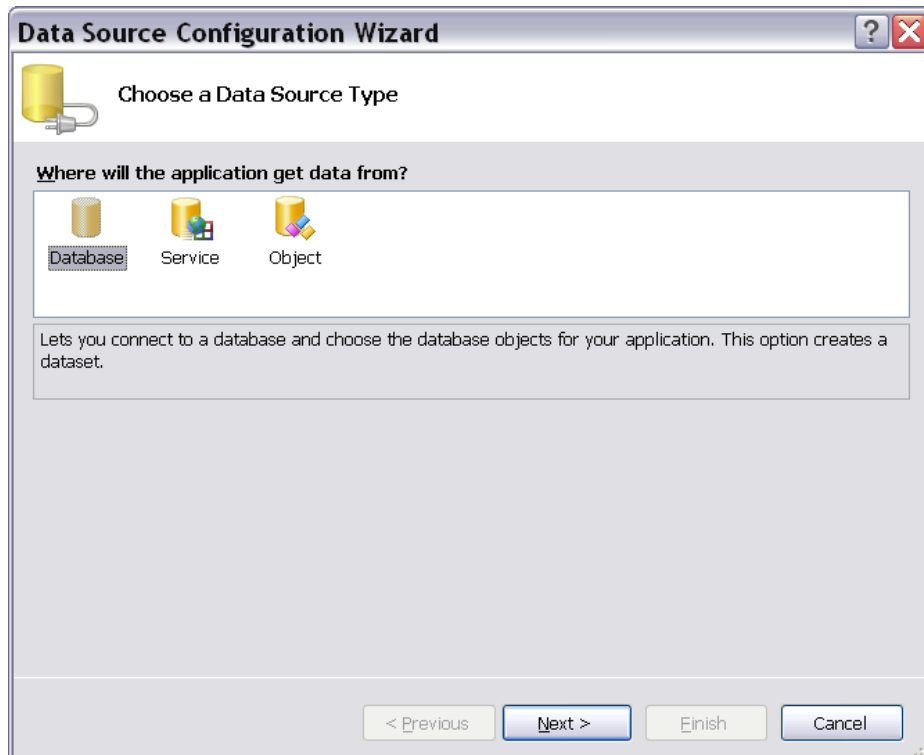 Data Source Configuration Wizard
?
Choose a Data Source Type
Where will the application get data from?
Database Service Object
Lets you connect to a database and choose the database objects for your application. This option creates a
dataset.
< Previous Next > Finish Cancel